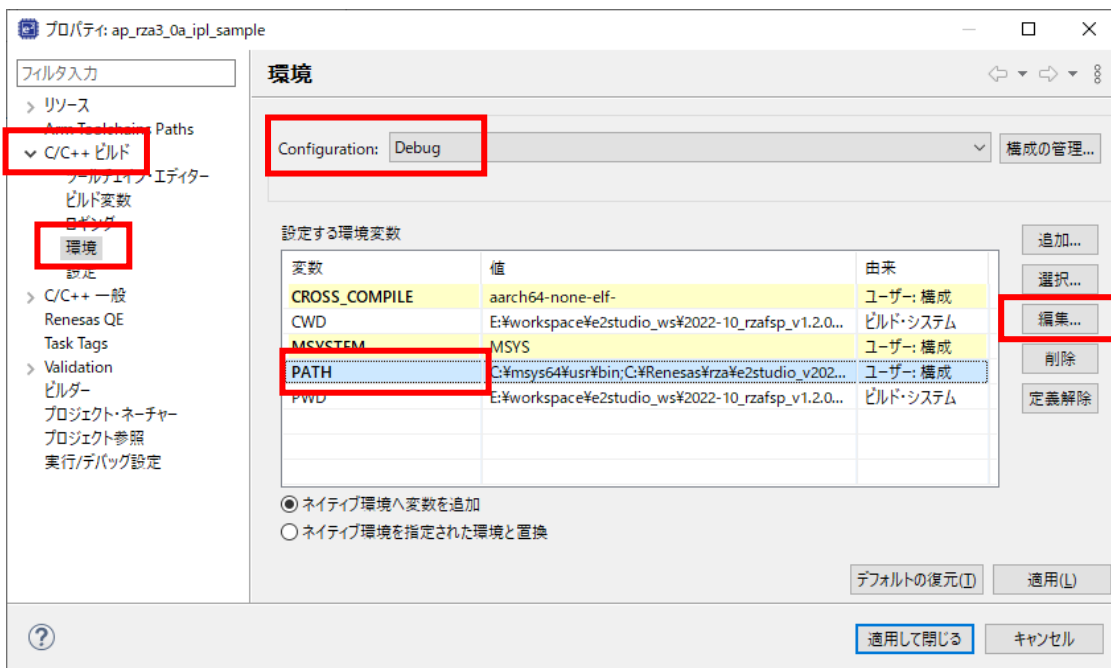 プロパティ: ap_rza3_0a_ipl_sample
フィルタ入力
環境
リソース
Arm Toolchains Paths
C/C++ ビルド
ツールチェイン・エディター
ビルド変数
ロギング
環境
設定
C/C++ 一般
Renesas QE
Task Tags
Validation
ビルダー
プロジェクト・ネーチャー
プロジェクト参照
実行/デバッグ設定
Configuration: Debug 構成の管理...
設定する環境変数
変数 値 由来
CROSS_COMPILE aarch64-none-elf- ユーザー: 構成
CWD E:¥workspace¥e2studio_ws¥2022-10_rzafsp_v1.2.0... ビルド・システム
MSYSTEM MSYS ユーザー: 構成
PATH C:¥msys64¥usr¥bin;C:¥Renesas¥rza¥e2studio_v202... ユーザー: 構成
PWD E:¥workspace¥e2studio_ws¥2022-10_rzafsp_v1.2.0... ビルド・システム
追加...
選択...
編集...
削除
定義解除
ネイティブ環境へ変数を追加
ネイティブ環境を指定された環境と置換
デフォルトの復元(T) 適用(L)
適用して閉じる キャンセル